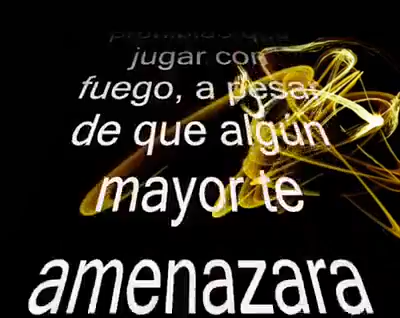 jugar con
fuego, a pesar
de que algún
mayor te
amenazara